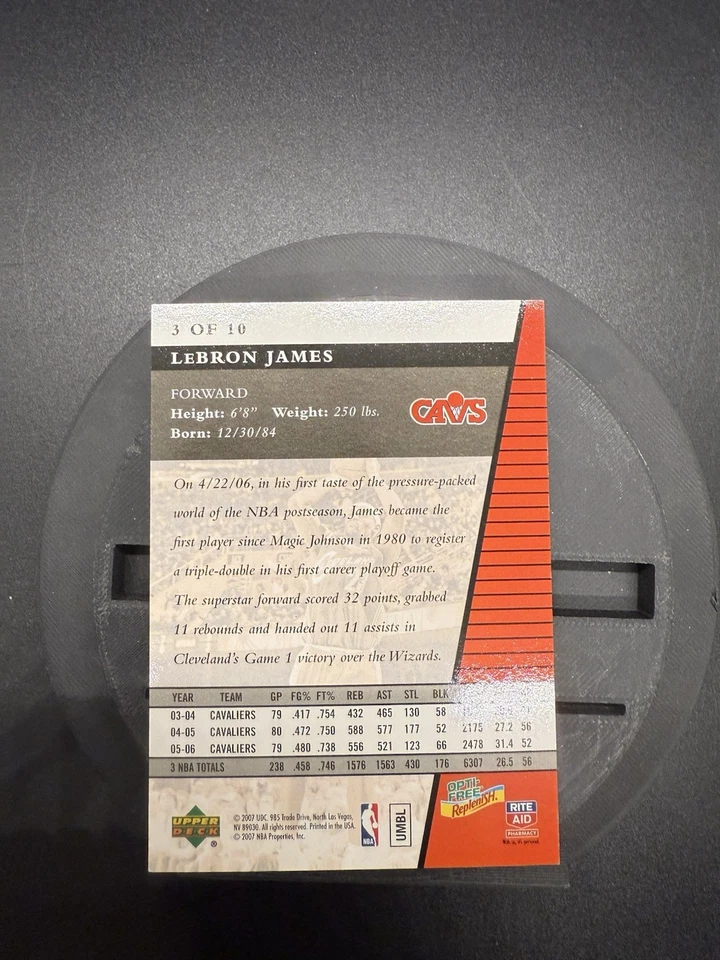 3 OF 10
LEBRON JAMES
FORWARD
Height: 6'8" Weight: 250 lbs.
Born: 12/30/84
CAVS
On 4/22/06, in his first taste of the pressure-packed
world of the NBA postseason, James became the
first player since Magic Johnson in 1980 to register
a triple-double in his first career playoff game.
The superstar forward scored 32 points, grabbed
11 rebounds and handed out 11 assists in
Cleveland's Game 1 victory over the Wizards.
YEAR TEAM GP FG% FT% REB AST STL BLK
03-04 CAVALIERS 79 .417 .754 432 465 130 58
04-05 CAVALIERS 80 .472 .750 588 577 177 52 2175 27.2 56
05-06 CAVALIERS 79 .480 .738 556 521 123 66 2478 31.4 52
3 NBA TOTALS 238 .458 .746 1576 1563 430 176 6307 26.5 56
UPPER DECK ®
© 2007 UDC. 985 Trade Drive, North Las Vegas,
NV 89030. All rights reserved. Printed in the USA.
© 2007 NBA Properties, Inc.
NBA
UMBL
OPTI-FREE RepleniSH.
RITE AID PHARMACY